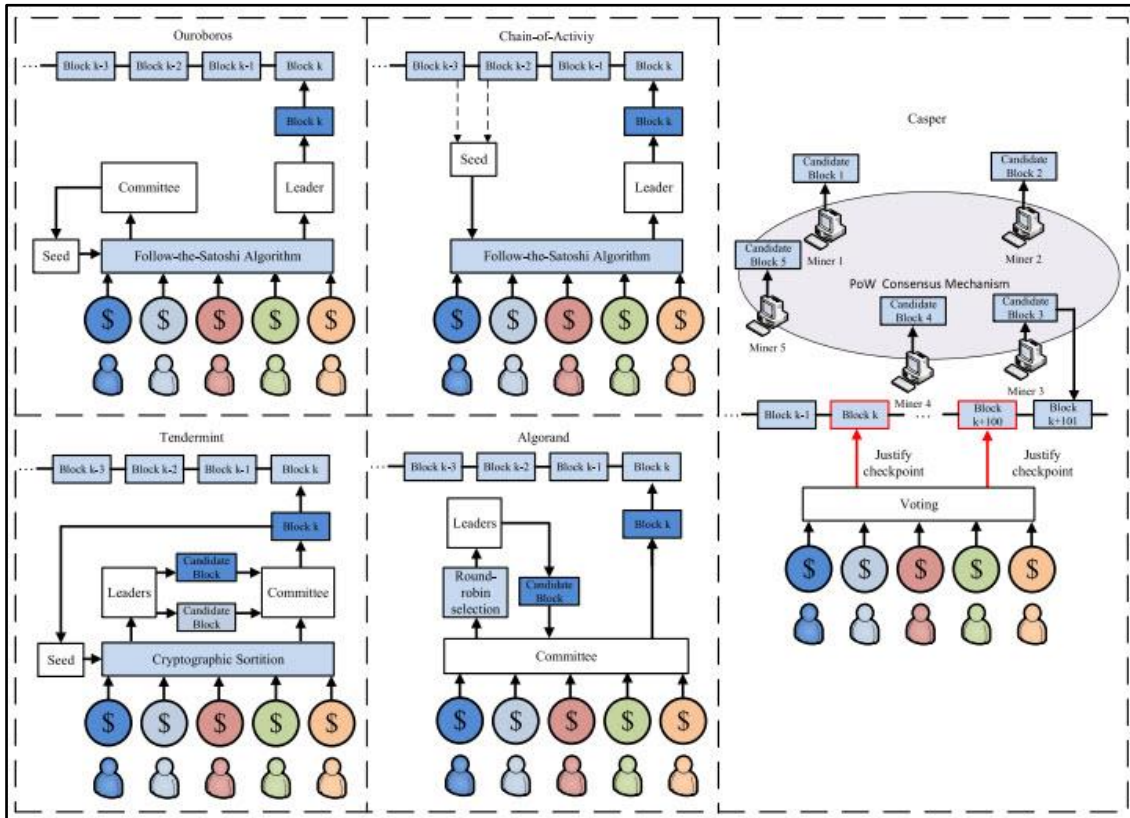 Ouroboros
...
Block k-3
Block k-2
Block k-1
Block k
Block k
Committee
Leader
Seed
Follow-the-Satoshi Algorithm
$ $ $ $ $
Chain-of-Activiy
...
Block k-3
Block k-2
Block k-1
Block k
Block k
Seed
Leader
Follow-the-Satoshi Algorithm
$ $ $ $ $
Casper
Candidate
Block 1
Candidate
Block 2
Miner 1
Miner 2
Candidate
Block 5
PoW Consensus Mechanism
Miner 5
Candidate
Block 4
Candidate
Block 3
Miner 4
Miner 3
...
Block k-1
Block k
...
Block
k+100
Block
k+101
Justify
checkpoint
Justify
checkpoint
Voting
$ $ $ $ $
Tendermint
...
Block k-3
Block k-2
Block k-1
Block k
Block k
Leaders
Candidate
Block
Candidate
Block
Committee
Seed
Cryptographic Sortition
$ $ $ $ $
Algorand
...
Block k-3
Block k-2
Block k-1
Block k
Leaders
Block k
Round-
robin
selection
Candidate
Block
Committee
$ $ $ $ $